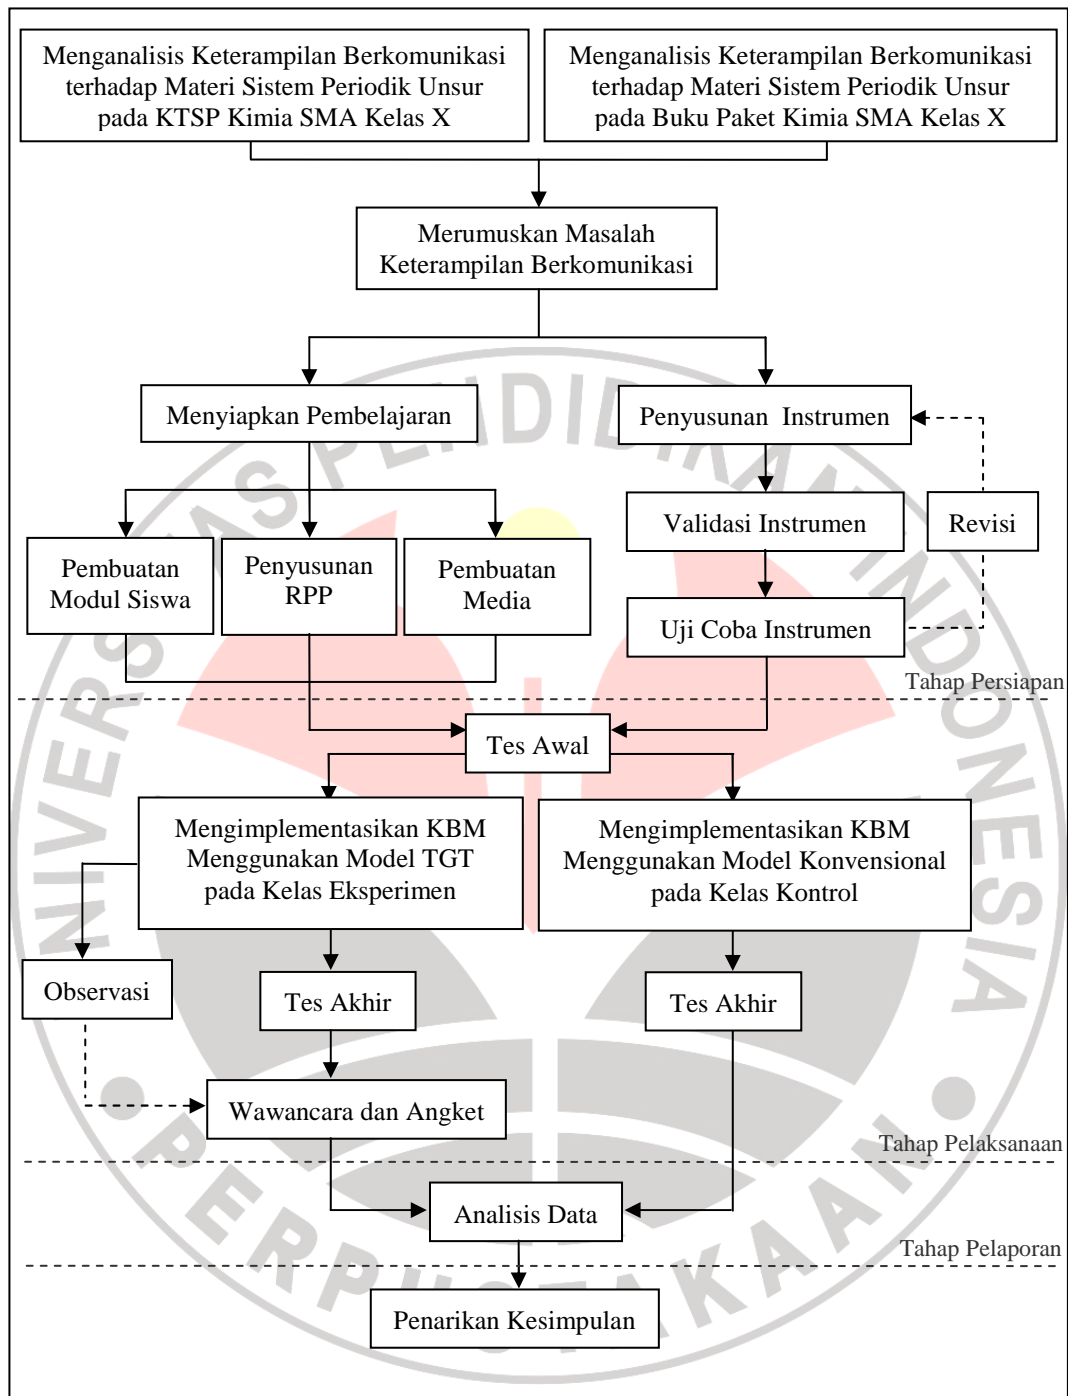 Menganalisis Keterampilan Berkomunikasi
terhadap Materi Sistem Periodik Unsur
pada KTSP Kimia SMA Kelas X
Menganalisis Keterampilan Berkomunikasi
terhadap Materi Sistem Periodik Unsur
pada Buku Paket Kimia SMA Kelas X
Merumuskan Masalah
Keterampilan Berkomunikasi
Menyiapkan Pembelajaran
Penyusunan Instrumen
Validasi Instrumen
Revisi
Pembuatan
Modul Siswa
Penyusunan
RPP
Pembuatan
Media
Uji Coba Instrumen
Tahap Persiapan
Tes Awal
Mengimplementasikan KBM
Menggunakan Model TGT
pada Kelas Eksperimen
Mengimplementasikan KBM
Menggunakan Model Konvensional
pada Kelas Kontrol
Observasi
Tes Akhir
Tes Akhir
Wawancara dan Angket
Tahap Pelaksanaan
Analisis Data
Tahap Pelaporan
Penarikan Kesimpulan
UNIVERSITAS PENDIDIKAN INDONESIA
PERPUSTAKAAN